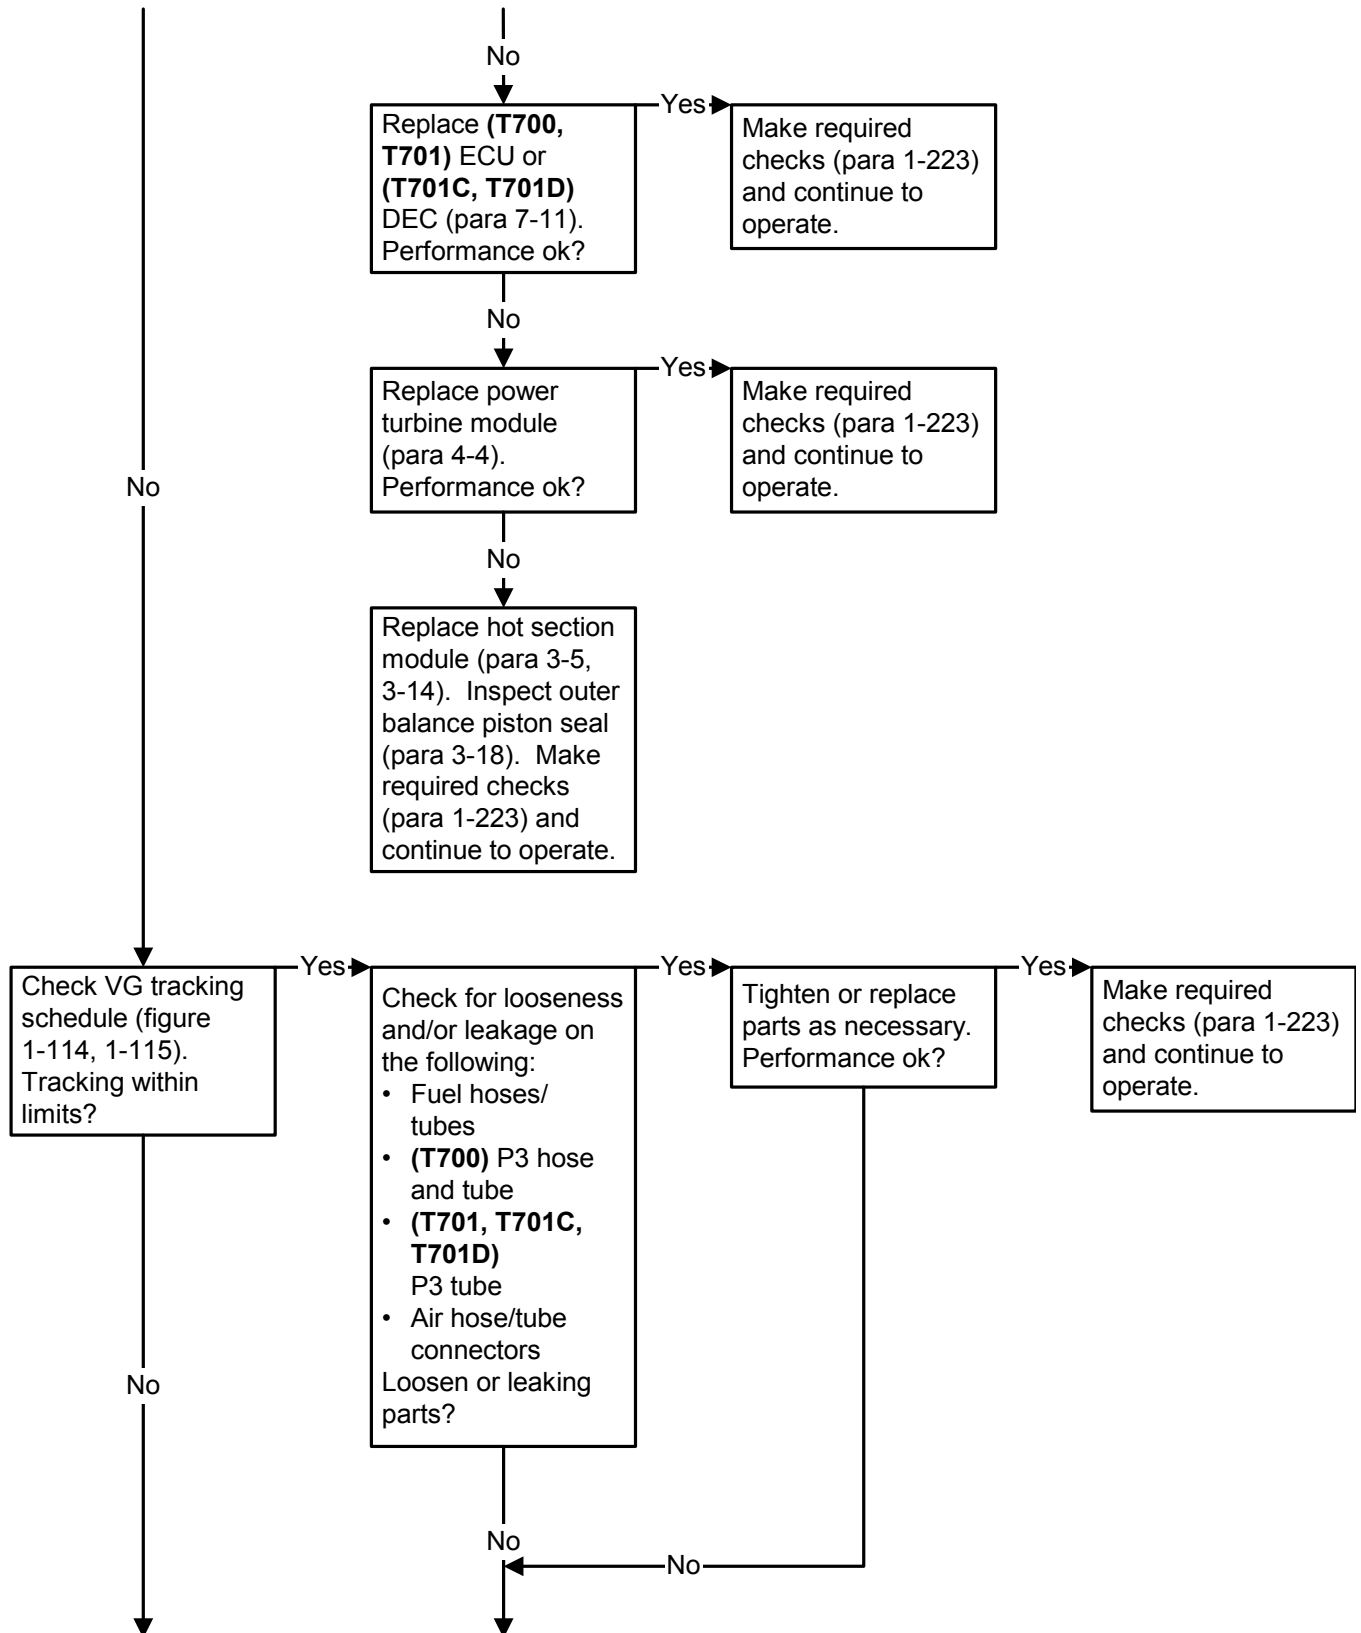 No
Replace (T700,
T701) ECU or
(T701C, T701D)
DEC (para 7-11).
Performance ok?
Yes
Make required
checks (para 1-223)
and continue to
operate.
No
Replace power
turbine module
(para 4-4).
Performance ok?
Yes
Make required
checks (para 1-223)
and continue to
operate.
No
No
Replace hot section
module (para 3-5,
3-14).  Inspect outer
balance piston seal
(para 3-18).  Make
required checks
(para 1-223) and
continue to operate.
Check VG tracking
schedule (figure
1-114, 1-115).
Tracking within
limits?
Yes
Check for looseness
and/or leakage on
the following:
• Fuel hoses/
tubes
• (T700) P3 hose
and tube
• (T701, T701C,
T701D)
P3 tube
• Air hose/tube
connectors
Loosen or leaking
parts?
Yes
Tighten or replace
parts as necessary.
Performance ok?
Yes
Make required
checks (para 1-223)
and continue to
operate.
No
No
No